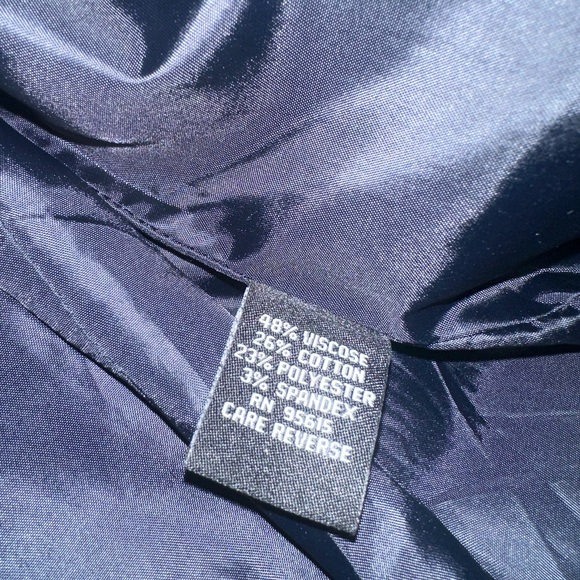 48% VISCOSE
26% COTTON
23% POLYESTER
3% SPANDEX
RN 95615
CARE REVERSE